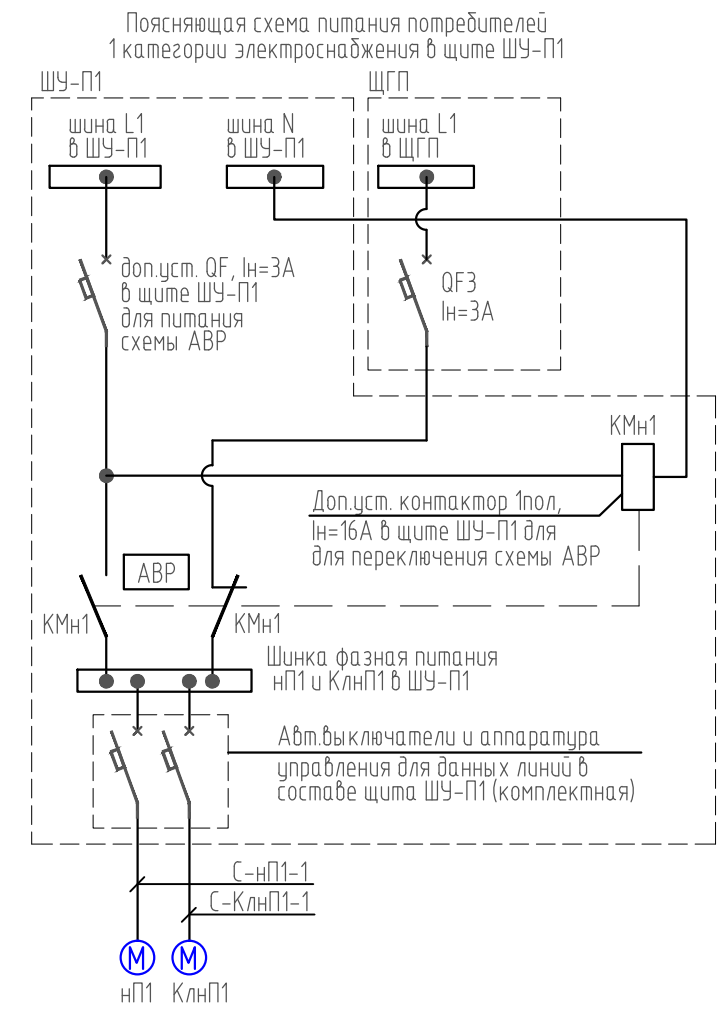 Поясняющая схема питания потребителей
1 категории электроснабжения в щите ШУ-П1
ШУ-П1
ЩГП
шина L1
в ШУ-П1
шина N
в ШУ-П1
шина L1
в ЩГП
доп.уст. QF, Iн=3А
в щите ШУ-П1
для питания
схемы АВР
QF3
Iн=3А
КМн1
Доп.уст. контактор 1пол,
Iн=16А в щите ШУ-П1 для
для переключения схемы АВР
АВР
КМн1
КМн1
Шинка фазная питания
нП1 и КлнП1 в ШУ-П1
Авт.выключатели и аппаратура
управления для данных линий в
составе щита ШУ-П1 (комплектная)
С-нП1-1
С-КлнП1-1
М
М
нП1
КлнП1